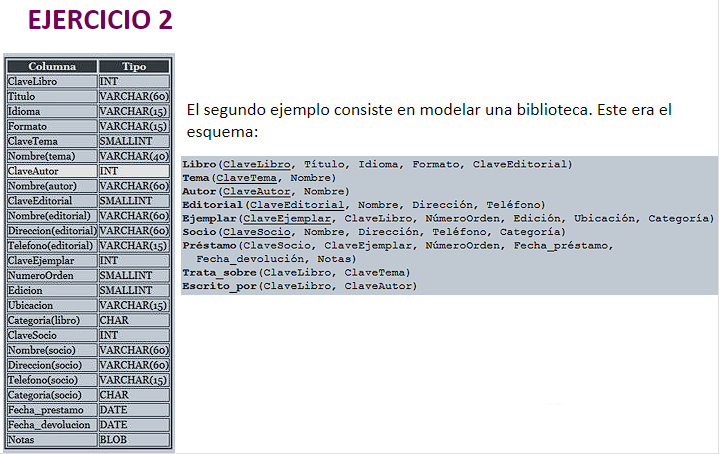 EJERCICIO 2
Columna Tipo
ClaveLibro INT
Titulo VARCHAR(60)
Idioma VARCHAR(15)
Formato VARCHAR(15)
ClaveTema SMALLINT
Nombre(tema) VARCHAR(40)
ClaveAutor INT
Nombre(autor) VARCHAR(60)
ClaveEditorial SMALLINT
Nombre(editorial) VARCHAR(60)
Direccion(editorial) VARCHAR(60)
Telefono(editorial) VARCHAR(15)
ClaveEjemplar INT
NumeroOrden SMALLINT
Edicion SMALLINT
Ubicacion VARCHAR(15)
Categoria(libro) CHAR
ClaveSocio INT
Nombre(socio) VARCHAR(60)
Direccion(socio) VARCHAR(60)
Telefono(socio) VARCHAR(15)
Categoria(socio) CHAR
Fecha_prestamo DATE
Fecha_devolucion DATE
Notas BLOB
El segundo ejemplo consiste en modelar una biblioteca. Este era el
esquema:
Libro(ClaveLibro, Título, Idioma, Formato, ClaveEditorial)
Tema(ClaveTema, Nombre)
Autor(ClaveAutor, Nombre)
Editorial(ClaveEditorial, Nombre, Dirección, Teléfono)
Ejemplar(ClaveEjemplar, ClaveLibro, NúmeroOrden, Edición, Ubicación, Categoría)
Socio(ClaveSocio, Nombre, Dirección, Teléfono, Categoría)
Préstamo(ClaveSocio, ClaveEjemplar, NúmeroOrden, Fecha_préstamo,
Fecha_devolución, Notas)
Trata_sobre(ClaveLibro, ClaveTema)
Escrito_por(ClaveLibro, ClaveAutor)